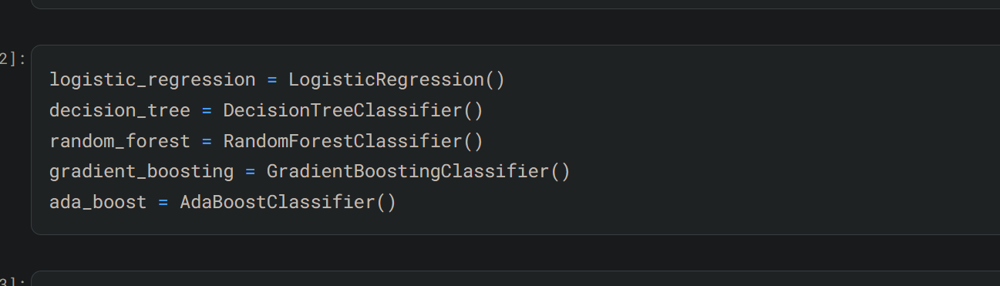 2]:
logistic_regression = LogisticRegression()
decision_tree = DecisionTreeClassifier()
random_forest = RandomForestClassifier()
gradient_boosting = GradientBoostingClassifier()
ada_boost = AdaBoostClassifier()
3]: